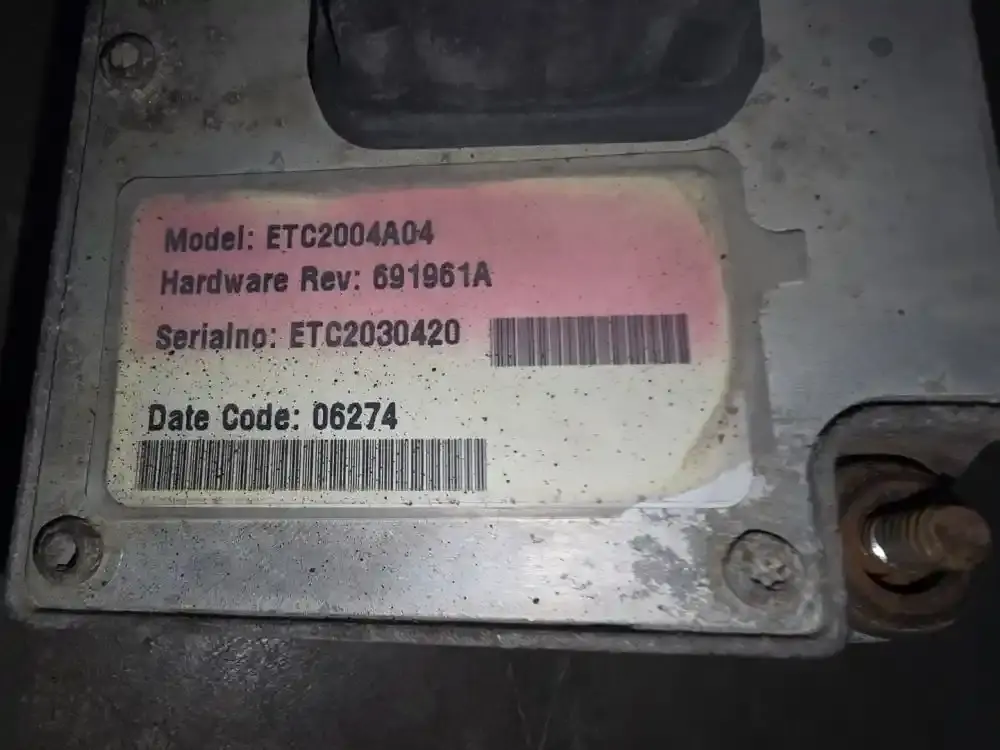 Model: ETC2004A04
Hardware Rev: 691961A
Serialno: ETC2030420
Date Code: 06274